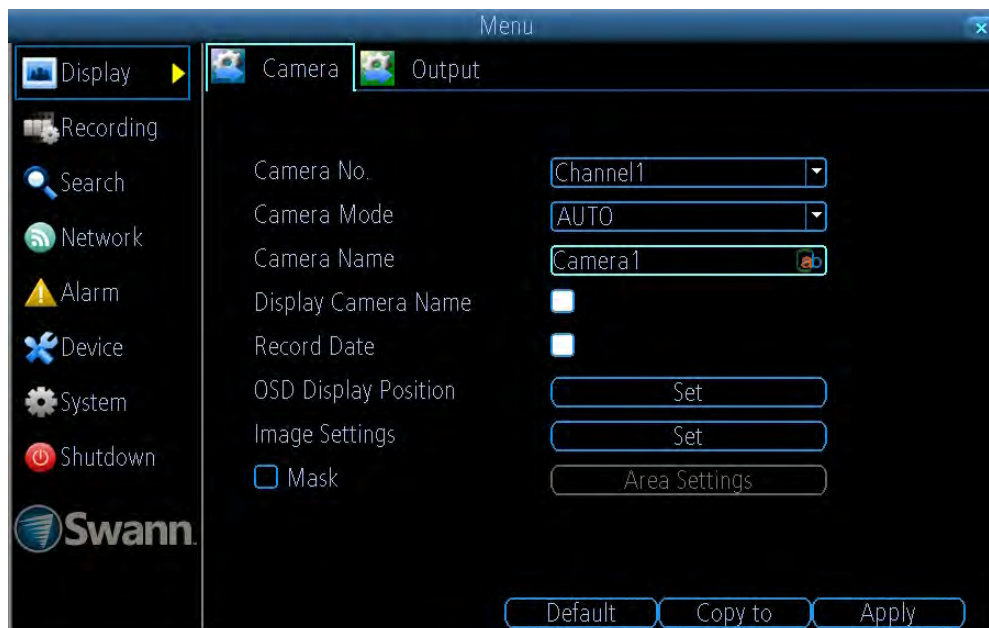 Menu
Display
Recording
Search
Network
Alarm
Device
System
Shutdown
Swann
Camera
Output
Camera No. Channel1
Camera Mode AUTO
Camera Name Camera1 ab
Display Camera Name
Record Date
OSD Display Position Set
Image Settings Set
Mask Area Settings
Default Copy to Apply